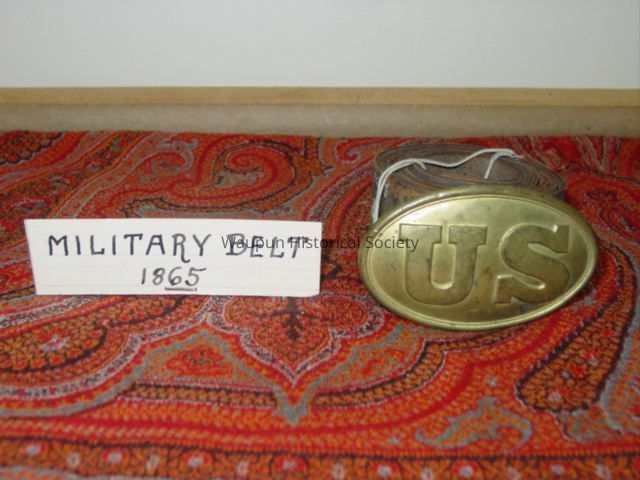 MILITARY BELT
1865
Waupun Historical Society
US